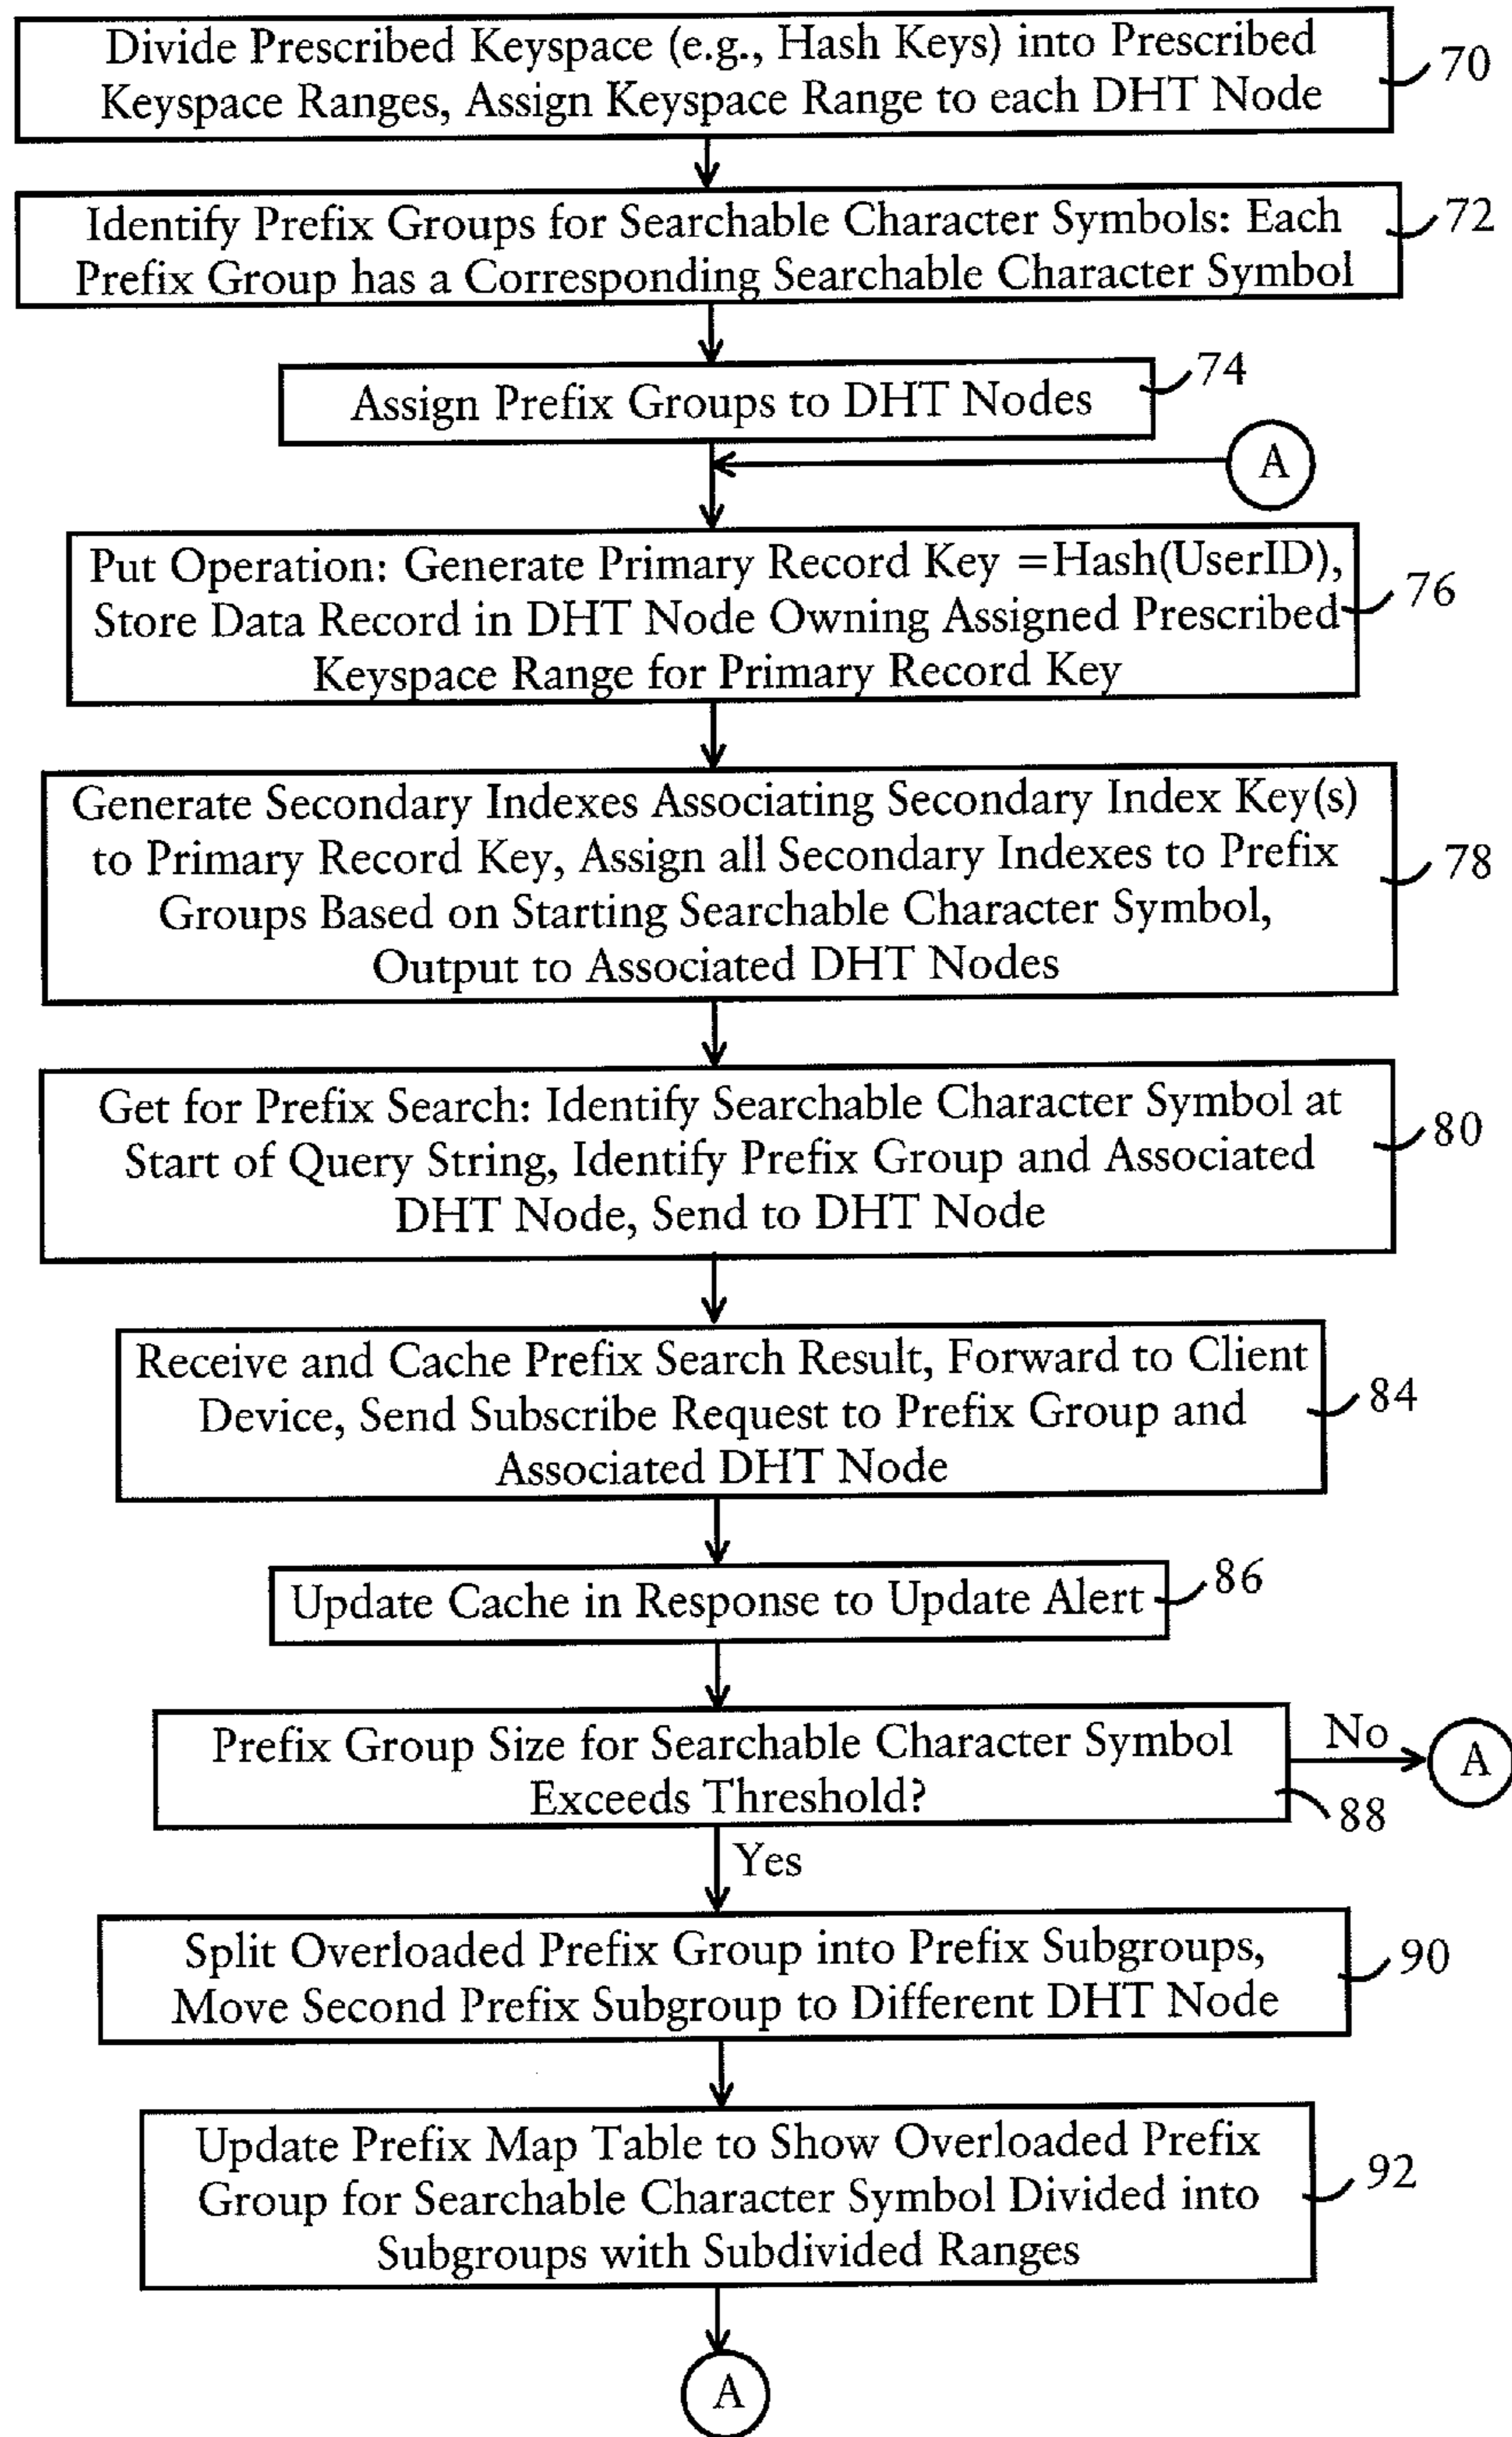 Divide Prescribed Keyspace (e.g., Hash Keys) into Prescribed
Keyspace Ranges, Assign Keyspace Range to each DHT Node
70
Identify Prefix Groups for Searchable Character Symbols: Each
Prefix Group has a Corresponding Searchable Character Symbol
72
Assign Prefix Groups to DHT Nodes
74
A
Put Operation: Generate Primary Record Key =Hash(UserID),
Store Data Record in DHT Node Owning Assigned Prescribed
Keyspace Range for Primary Record Key
76
Generate Secondary Indexes Associating Secondary Index Key(s)
to Primary Record Key, Assign all Secondary Indexes to Prefix
Groups Based on Starting Searchable Character Symbol,
Output to Associated DHT Nodes
78
Get for Prefix Search: Identify Searchable Character Symbol at
Start of Query String, Identify Prefix Group and Associated
DHT Node, Send to DHT Node
80
Receive and Cache Prefix Search Result, Forward to Client
Device, Send Subscribe Request to Prefix Group and
Associated DHT Node
84
Update Cache in Response to Update Alert
86
Prefix Group Size for Searchable Character Symbol
Exceeds Threshold?
88
No
A
Yes
Split Overloaded Prefix Group into Prefix Subgroups,
Move Second Prefix Subgroup to Different DHT Node
90
Update Prefix Map Table to Show Overloaded Prefix
Group for Searchable Character Symbol Divided into
Subgroups with Subdivided Ranges
92
A